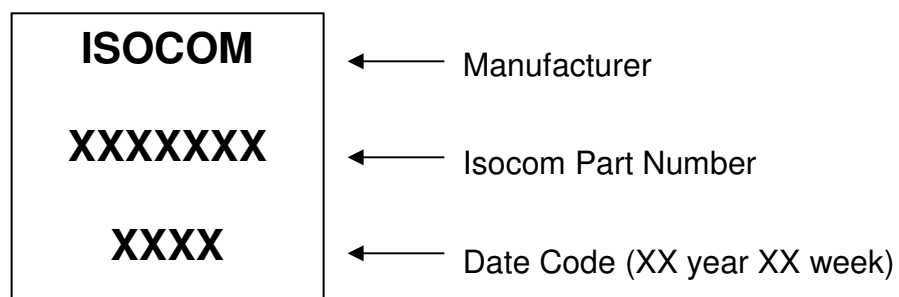 ISOCOM
Manufacturer
XXXXXXX
Isocom Part Number
XXXX
Date Code (XX year XX week)